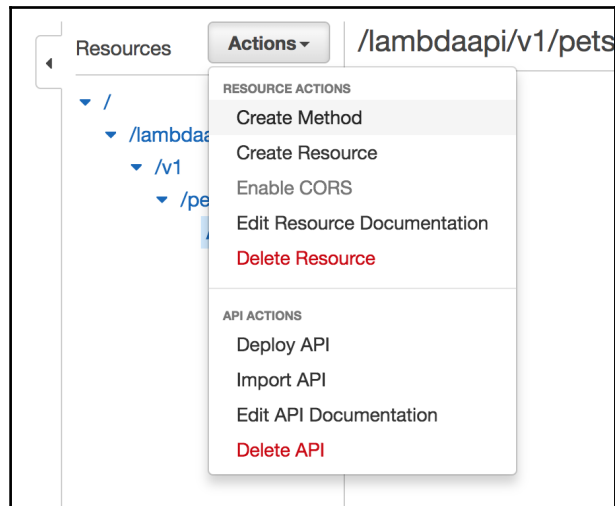 Resources
Actions
/lambdaapi/v1/pets
/
/lambdaa
/v1
/pe
RESOURCE ACTIONS
Create Method
Create Resource
Enable CORS
Edit Resource Documentation
Delete Resource
API ACTIONS
Deploy API
Import API
Edit API Documentation
Delete API